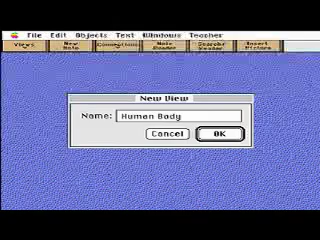 File Edit Objects Text Windows Teacher
Views New Note Connections Note Reader Search Reader Insert Picture
New View
Name: Human Body
Cancel OK